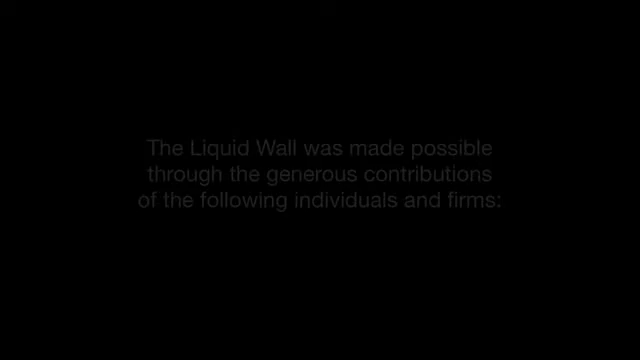 The Liquid Wall was made possible
through the generous contributions
of the following individuals and firms: